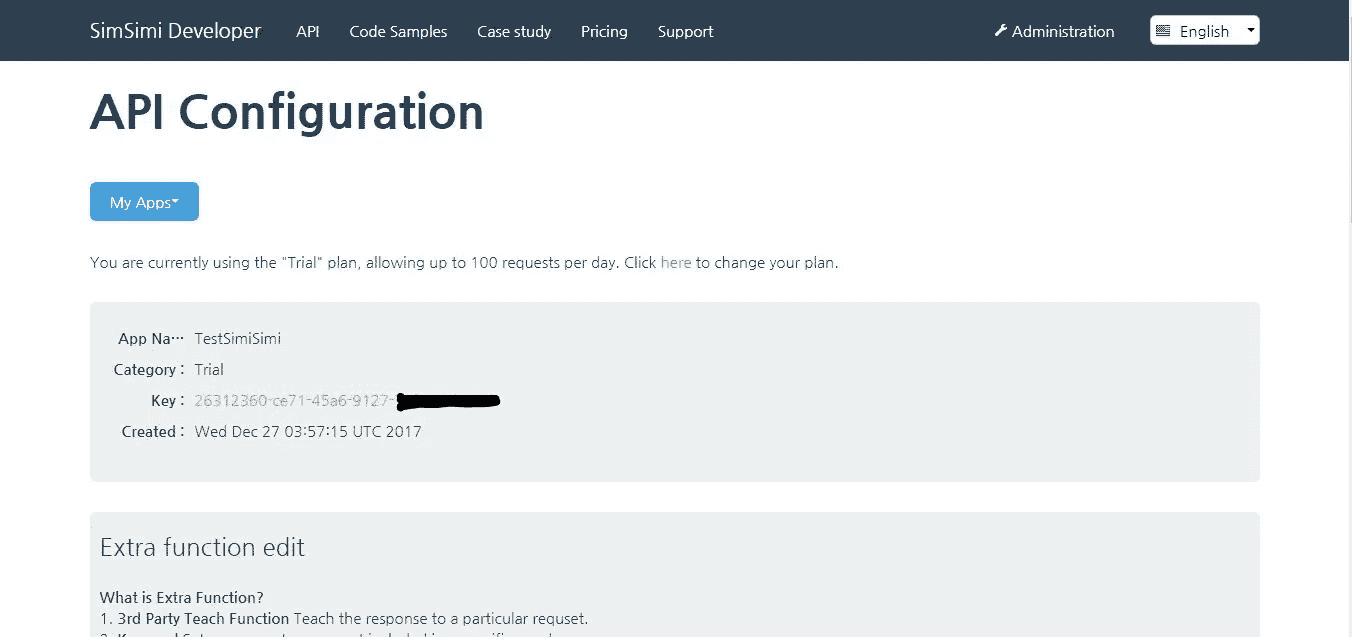 SimSimi Developer API Code Samples Case study Pricing Support Administration English
API Configuration
My Apps
You are currently using the "Trial" plan, allowing up to 100 requests per day. Click here to change your plan.
App Na… TestSimiSimi
Category : Trial
Key : 26312360-ce71-45a6-9127-
Created : Wed Dec 27 03:57:15 UTC 2017
Extra function edit
What is Extra Function?
1. 3rd Party Teach Function Teach the response to a particular requset.